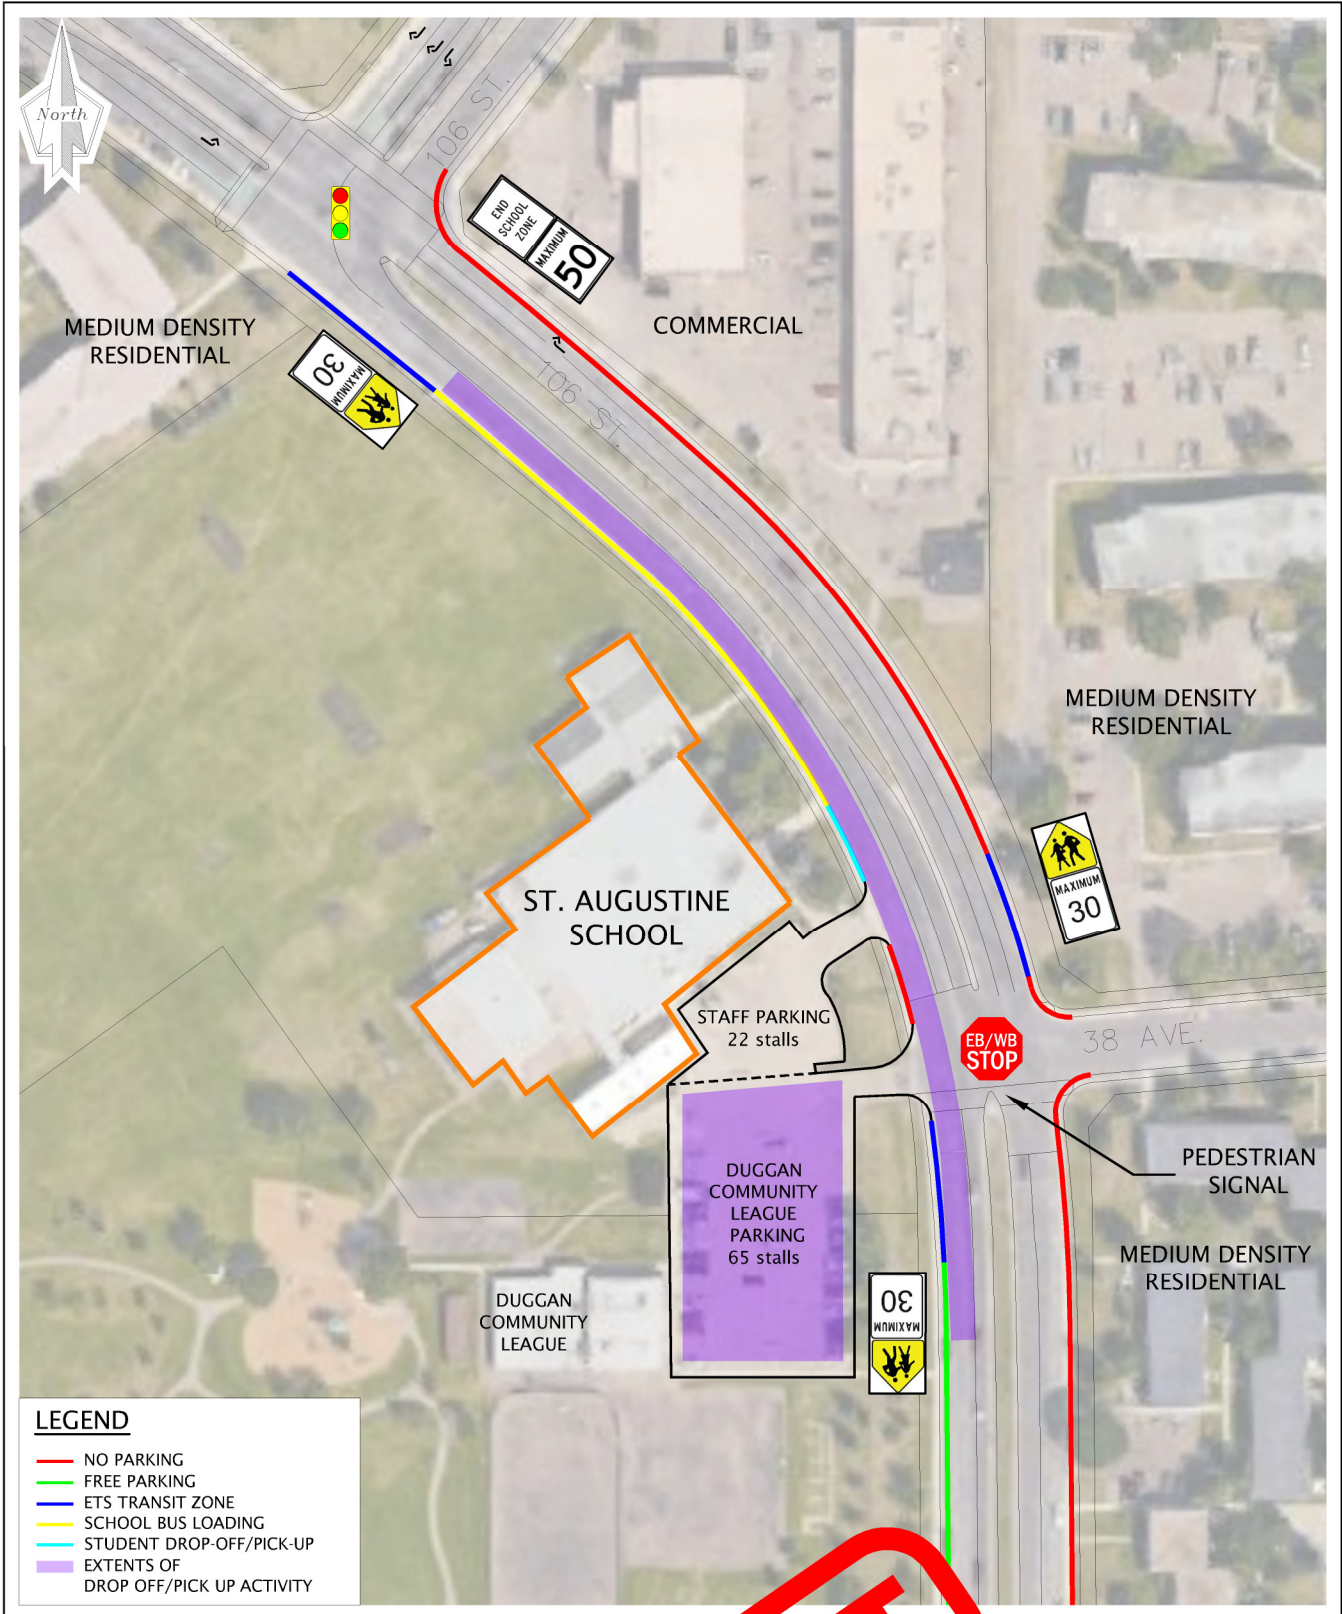 North
106 ST.
END
SCHOOL
ZONE
MAXIMUM
50
MEDIUM DENSITY
RESIDENTIAL
COMMERCIAL
MAXIMUM
30
106 ST.
MEDIUM DENSITY
RESIDENTIAL
MAXIMUM
30
ST. AUGUSTINE
SCHOOL
STAFF PARKING
22 stalls
EB/WB
STOP
38 AVE.
PEDESTRIAN
SIGNAL
DUGGAN
COMMUNITY
LEAGUE
PARKING
65 stalls
MEDIUM DENSITY
RESIDENTIAL
MAXIMUM
30
DUGGAN
COMMUNITY
LEAGUE
LEGEND
NO PARKING
FREE PARKING
ETS TRANSIT ZONE
SCHOOL BUS LOADING
STUDENT DROP-OFF/PICK-UP
EXTENTS OF
DROP OFF/PICK UP ACTIVITY